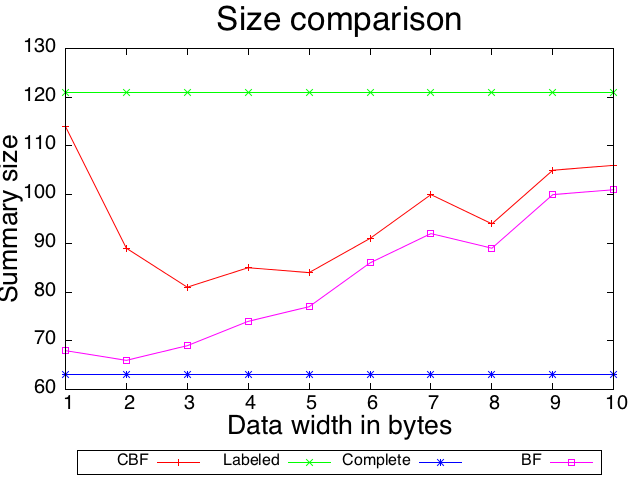 Size comparison
130
120
110
100
90
80
70
60
Summary size
1 2 3 4 5 6 7 8 9 10
Data width in bytes
CBF Labeled Complete BF